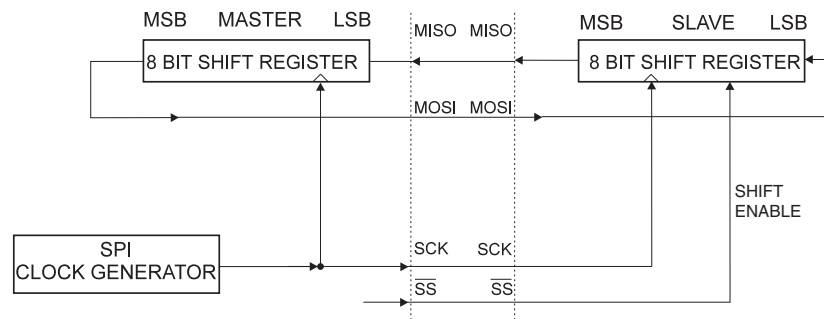 MSB MASTER LSB
MISO MISO
MSB SLAVE LSB
8 BIT SHIFT REGISTER
8 BIT SHIFT REGISTER
MOSI MOSI
SHIFT
ENABLE
SPI
CLOCK GENERATOR
SCK SCK
SS SS